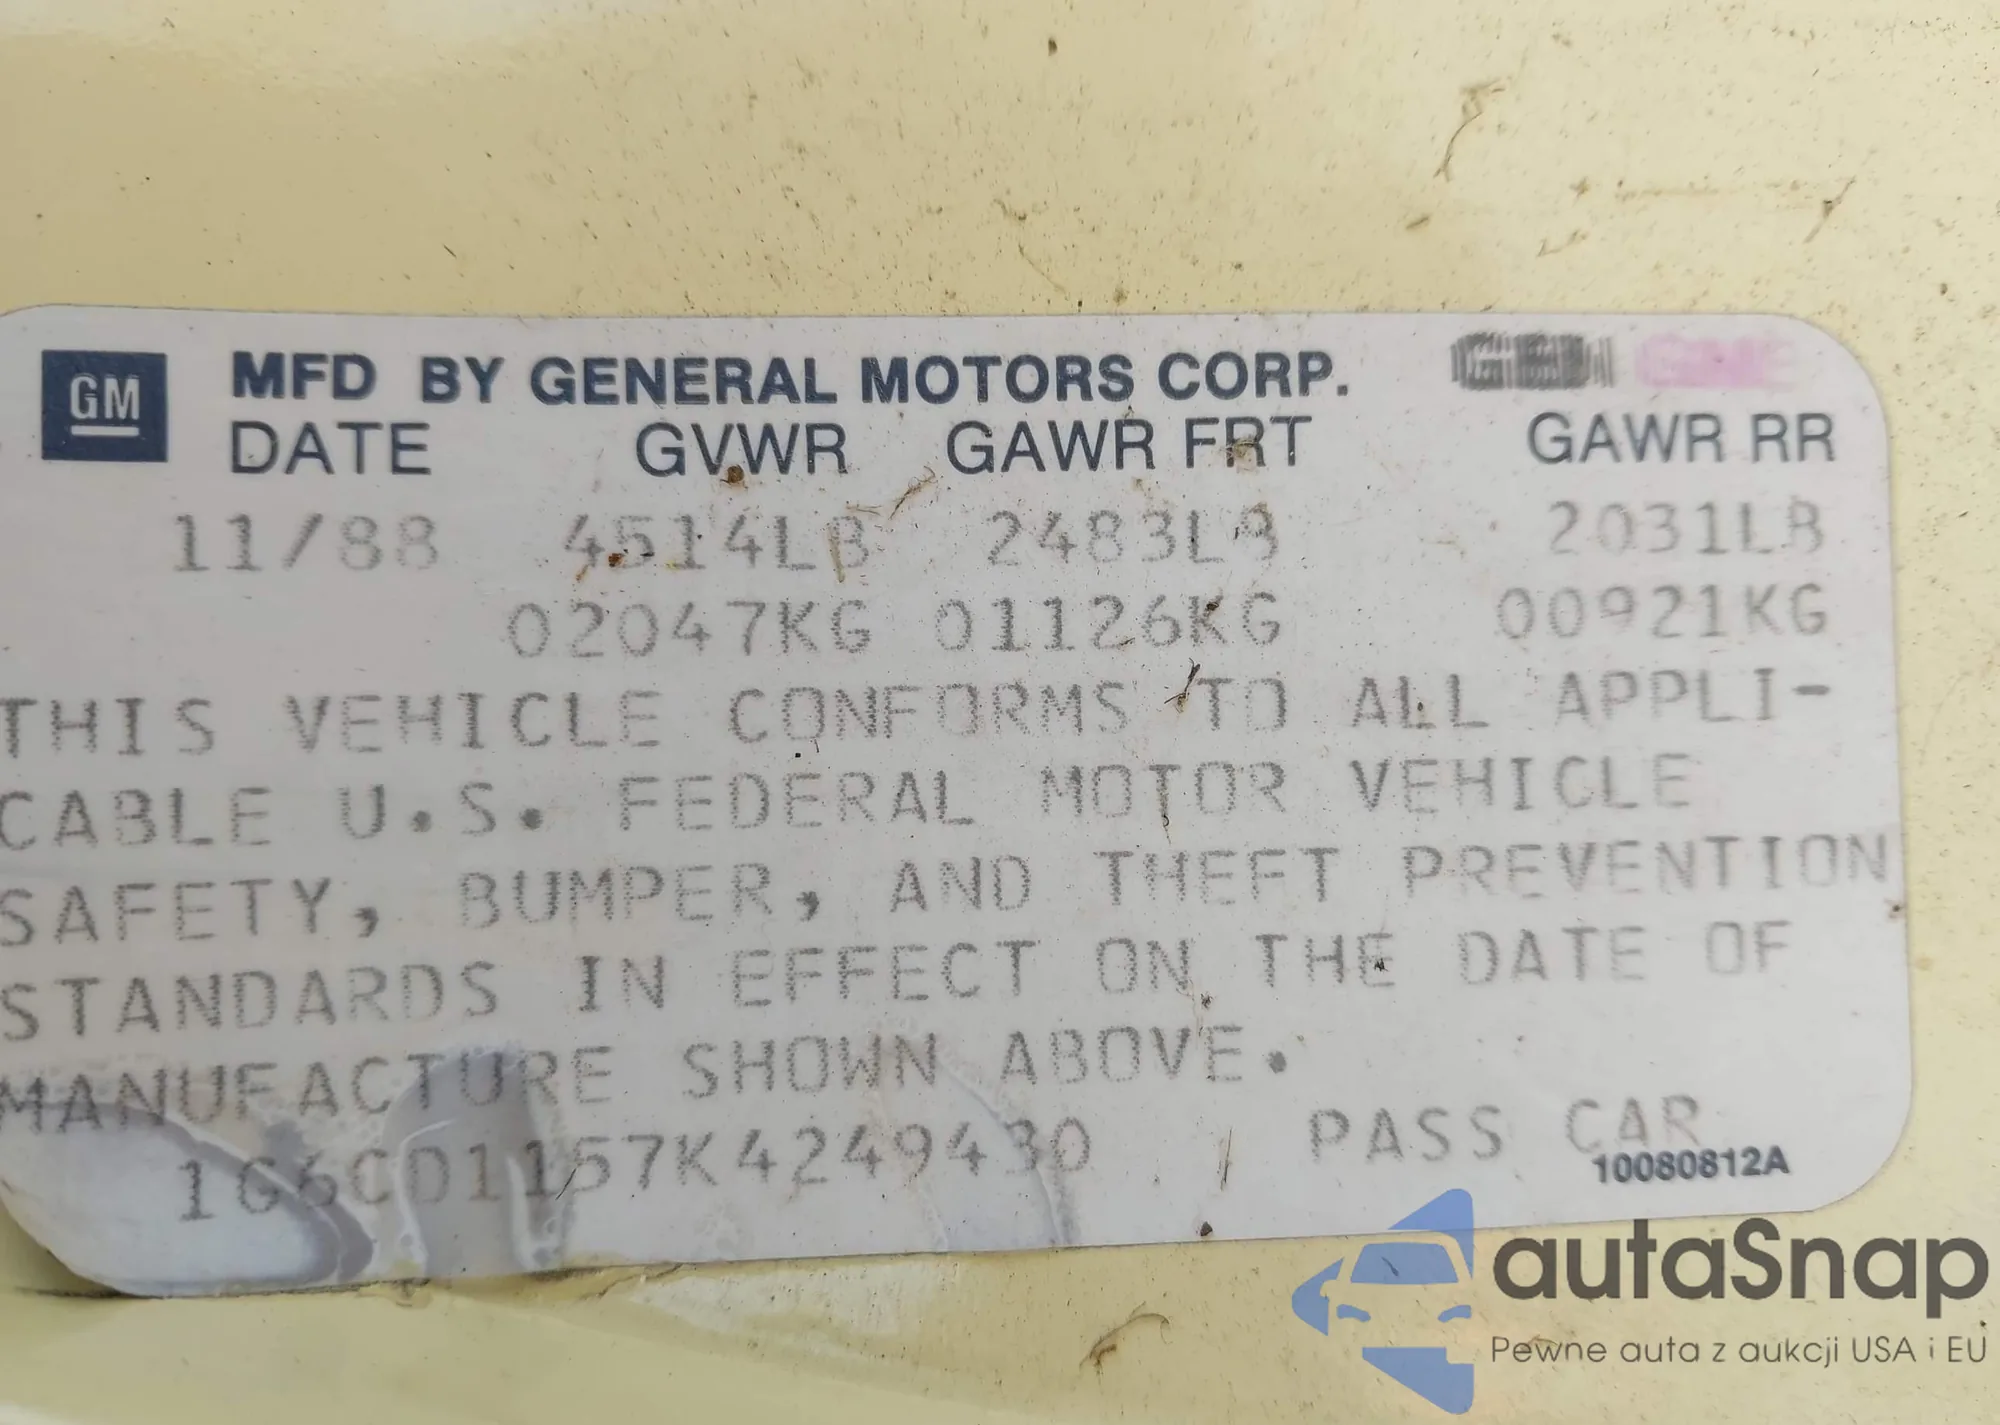 GM MFD BY GENERAL MOTORS CORP.
DATE GVWR GAWR FRT GAWR RR
11/88 4514LB 2483LB 2031LB
02047KG 01126KG 00921KG
THIS VEHICLE CONFORMS TO ALL APPLI-
CABLE U.S. FEDERAL MOTOR VEHICLE
SAFETY, BUMPER, AND THEFT PREVENTION
STANDARDS IN EFFECT ON THE DATE OF
MANUFACTURE SHOWN ABOVE.
1G6CD1157K4249430 PASS CAR
10080812A
autaSnap
Pewne auta z aukcji USA i EU